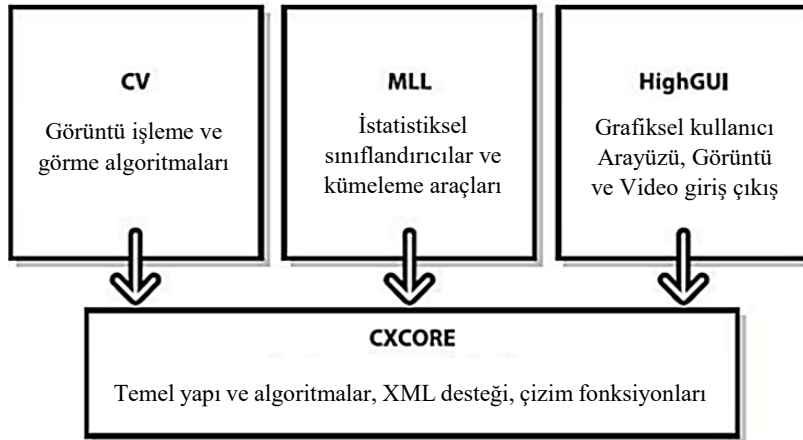 CV
Görüntü işleme ve
görme algoritmaları
MLL
İstatistiksel
sınıflandırıcılar ve
kümeleme araçları
HighGUI
Grafiksel kullanıcı
Arayüzü, Görüntü
ve Video giriş çıkış
CXCORE
Temel yapı ve algoritmalar, XML desteği, çizim fonksiyonları